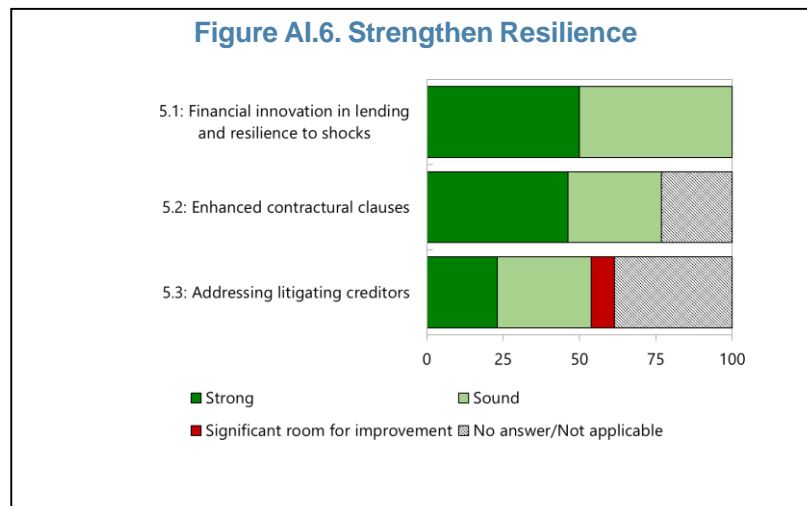 Figure AI.6. Strengthen Resilience
5.1: Financial innovation in lending
and resilience to shocks
5.2: Enhanced contractural clauses
5.3: Addressing litigating creditors
0 25 50 75 100
Strong Sound
Significant room for improvement No answer/Not applicable